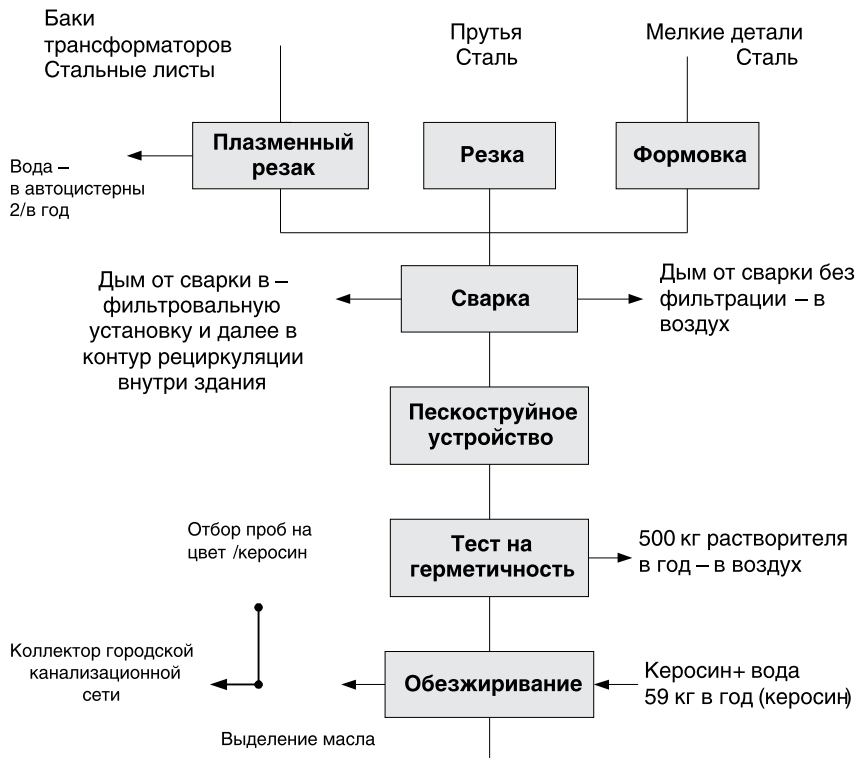 Баки
трансформаторов
Стальные листы
Прутья
Сталь
Мелкие детали
Сталь
Плазменный
резак
Резка
Формовка
Вода –
в автоцистерны
2/в год
Дым от сварки в –
фильтровальную
установку и далее в
контур рециркуляции
внутри здания
Сварка
Дым от сварки без
фильтрации – в
воздух
Пескоструйное
устройство
Отбор проб на
цвет /керосин
Тест на
герметичность
500 кг растворителя
в год – в воздух
Коллектор городской
канализационной
сети
Обезжиривание
Керосин+ вода
59 кг в год (керосин)
Выделение масла